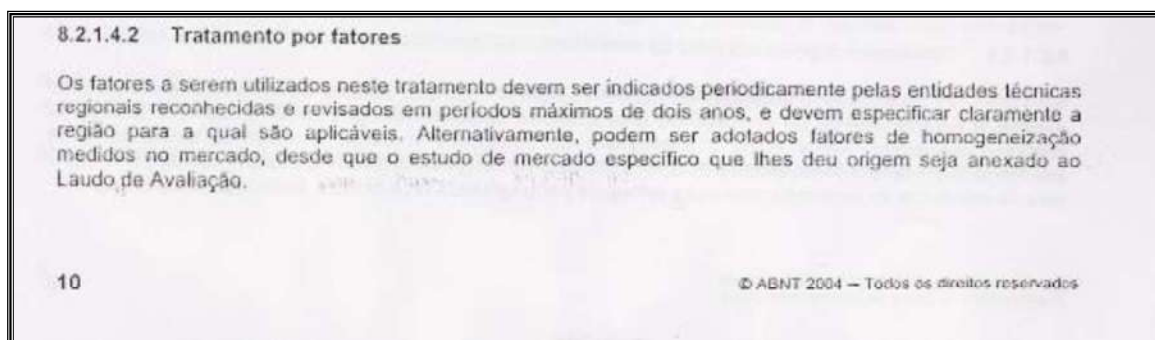 8.2.1.4.2 Tratamento por fatores
Os fatores a serem utilizados neste tratamento devem ser indicados periodicamente pelas entidades técnicas
regionais reconhecidas e revisados em períodos máximos de dois anos, e devem especificar claramente a
região para a qual são aplicáveis. Alternativamente, podem ser adotados fatores de homogeneização
medidos no mercado, desde que o estudo de mercado específico que lhes deu origem seja anexado ao
Laudo de Avaliação.
10
© ABNT 2004 – Todos os direitos reservados